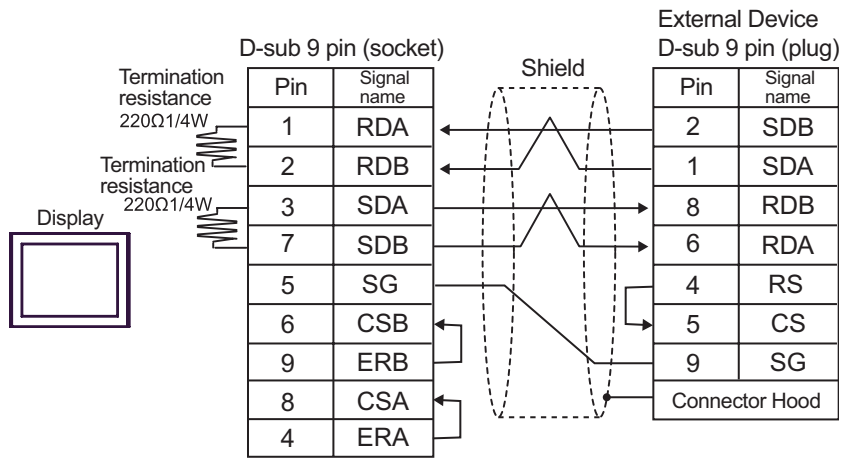 External Device
D-sub 9 pin (socket)
D-sub 9 pin (plug)
Shield
Termination
resistance
220Ω1/4W
Termination
resistance
220Ω1/4W
Display
Pin Signal name
1 RDA
2 RDB
3 SDA
7 SDB
5 SG
6 CSB
9 ERB
8 CSA
4 ERA
Pin Signal name
2 SDB
1 SDA
8 RDB
6 RDA
4 RS
5 CS
9 SG
Connector Hood